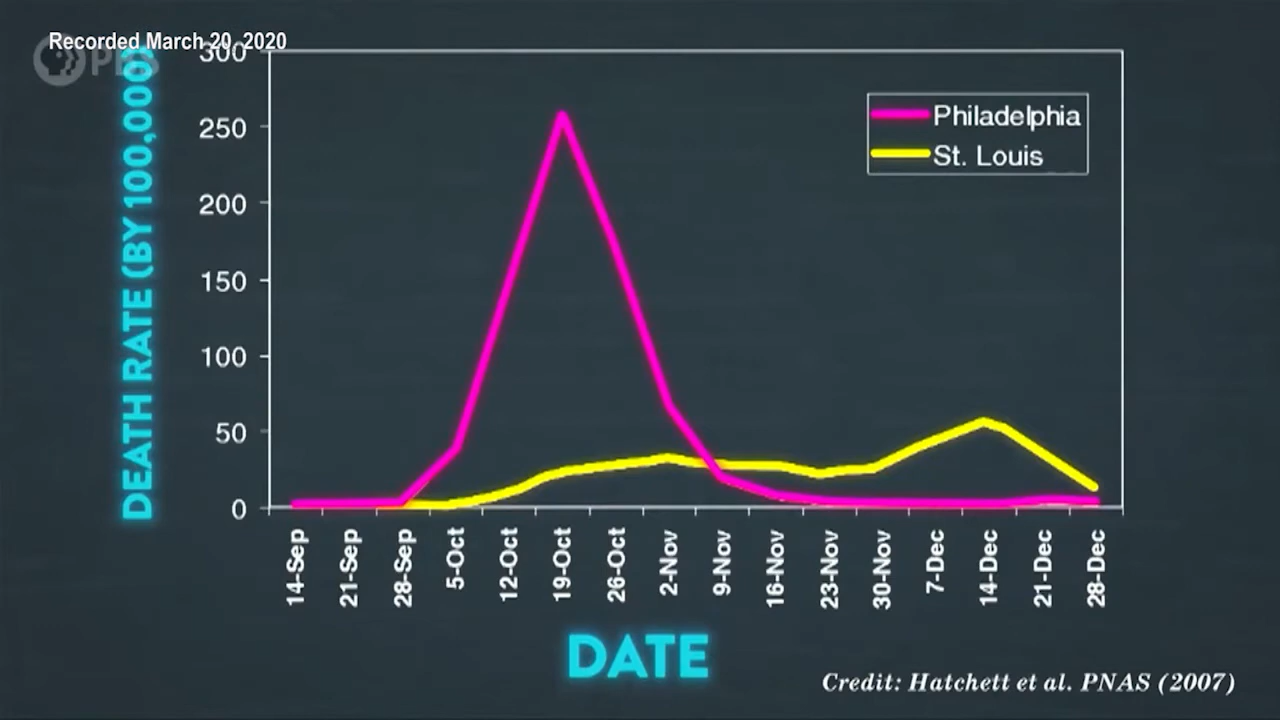 Recorded March 20, 2020
PBS
DEATH RATE (BY 100,000)
300
250
200
150
100
50
0
Philadelphia
St. Louis
14-Sep
21-Sep
28-Sep
5-Oct
12-Oct
19-Oct
26-Oct
2-Nov
9-Nov
16-Nov
23-Nov
30-Nov
7-Dec
14-Dec
21-Dec
28-Dec
DATE
Credit: Hatchett et al. PNAS (2007)